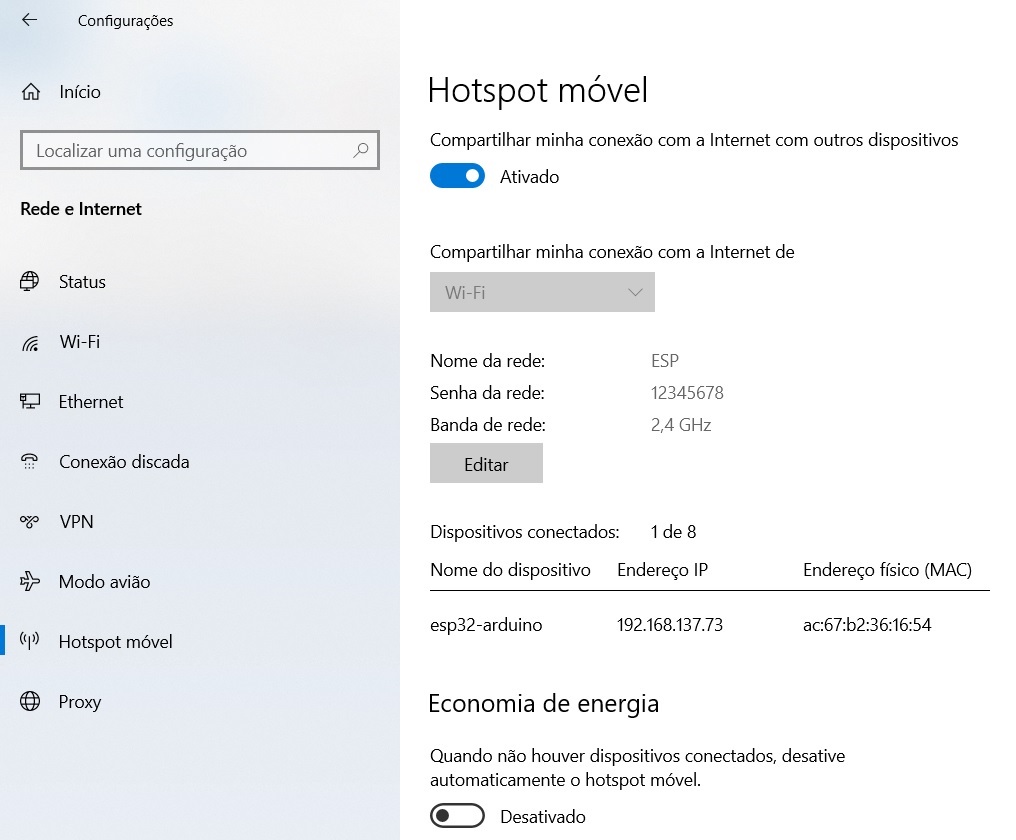 Configurações
Início
Localizar uma configuração
Rede e Internet
Status
Wi-Fi
Ethernet
Conexão discada
VPN
Modo avião
Hotspot móvel
Proxy
Hotspot móvel
Compartilhar minha conexão com a Internet com outros dispositivos
Ativado
Compartilhar minha conexão com a Internet de
Wi-Fi
Nome da rede: ESP
Senha da rede: 12345678
Banda de rede: 2,4 GHz
Editar
Dispositivos conectados: 1 de 8
Nome do dispositivo Endereço IP Endereço físico (MAC)
esp32-arduino 192.168.137.73 ac:67:b2:36:16:54
Economia de energia
Quando não houver dispositivos conectados, desative
automaticamente o hotspot móvel.
Desativado